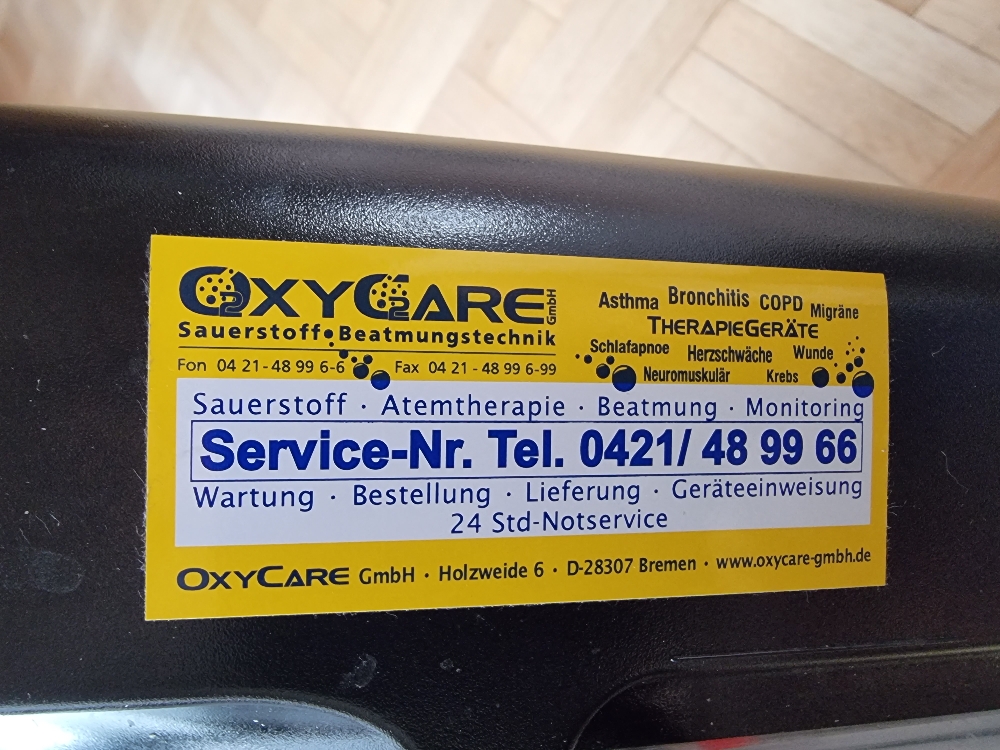 OXYCARE GmbH
Sauerstoff•Beatmungstechnik
Fon 04 21 - 48 99 6-6 Fax 04 21 - 48 99 6-99
Asthma Bronchitis COPD Migräne
THERAPIEGERÄTE
Schlafapnoe Herzschwäche Wunde
Neuromuskulär Krebs
Sauerstoff · Atemtherapie · Beatmung · Monitoring
Service-Nr. Tel. 0421/ 48 99 66
Wartung · Bestellung · Lieferung · Geräteeinweisung
24 Std-Notservice
OXYCARE GmbH · Holzweide 6 · D-28307 Bremen · www.oxycare-gmbh.de